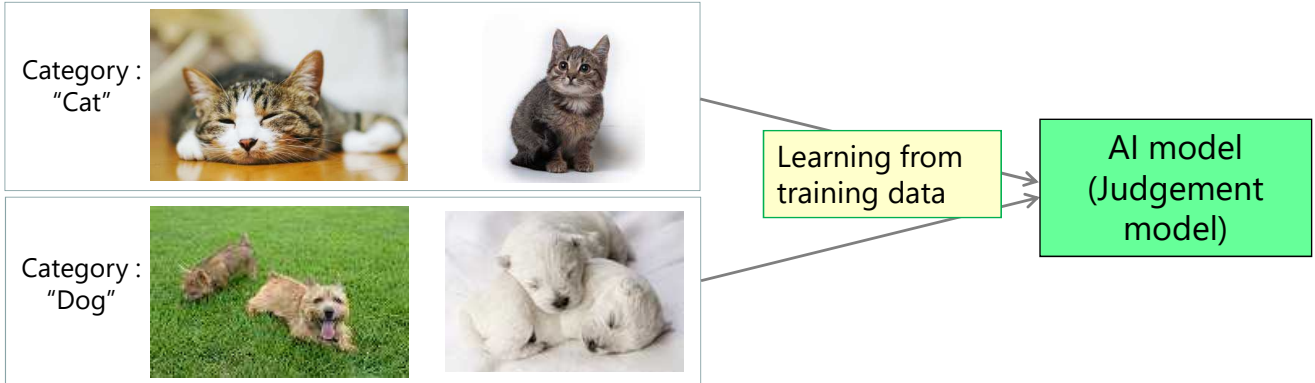 Category :
“Cat”
Learning from
training data
AI model
(Judgement
model)
Category :
“Dog”